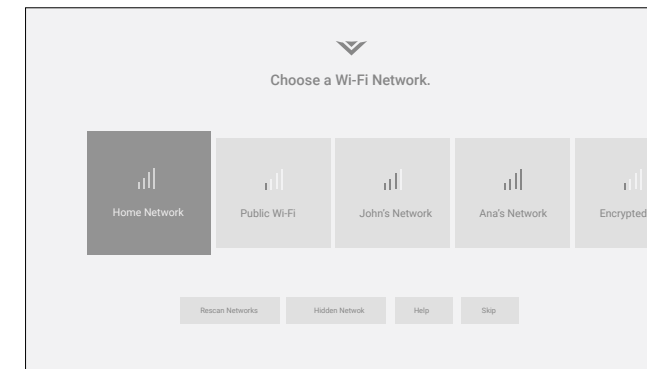 Choose a Wi-Fi Network.
Home Network
Public Wi-Fi
John's Network
Ana's Network
Encrypted
Rescan Networks
Hidden Netwok
Help
Skip